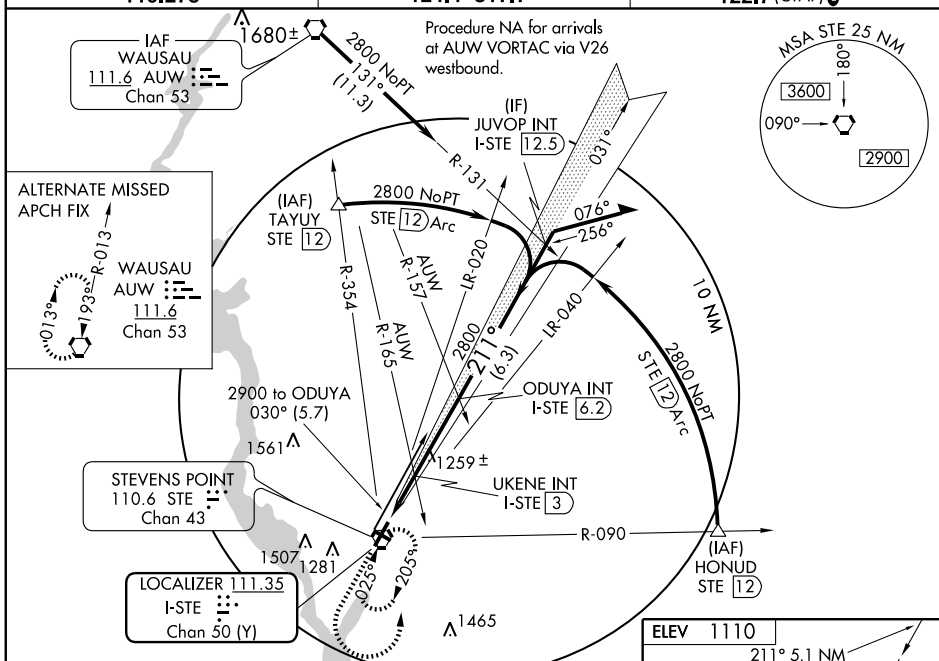 122.7 (CTAF)
1680±
Procedure NA for arrivals
at AUW VORTAC via V26
westbound.
IAF
WAUSAU
111.6 AUW
Chan 53
2800 NoPT
131°
(11.3)
R-131
(IF)
JUVOP INT
I-STE 12.5
031°
MSA STE 25 NM
180°
3600
090°
2900
ALTERNATE MISSED
APCH FIX
R-013
013°
193°
WAUSAU
AUW
111.6
Chan 53
(IAF)
TAYUY
STE 12
2800 NoPT
STE 12 Arc
076°
256°
AUW
R-157
LR-020
R-354
AUW
R-165
LR-040
10 NM
2800
211°
(6.3)
2800 NoPT
STE 12 Arc
2900 to ODUYA
030° (5.7)
ODUYA INT
I-STE 6.2
1561
1259±
STEVENS POINT
110.6 STE
Chan 43
UKENE INT
I-STE 3
R-090
(IAF)
HONUD
STE 12
1507
1281
025°
205°
LOCALIZER 111.35
I-STE
Chan 50 (Y)
1465
ELEV 1110
211° 5.1 NM